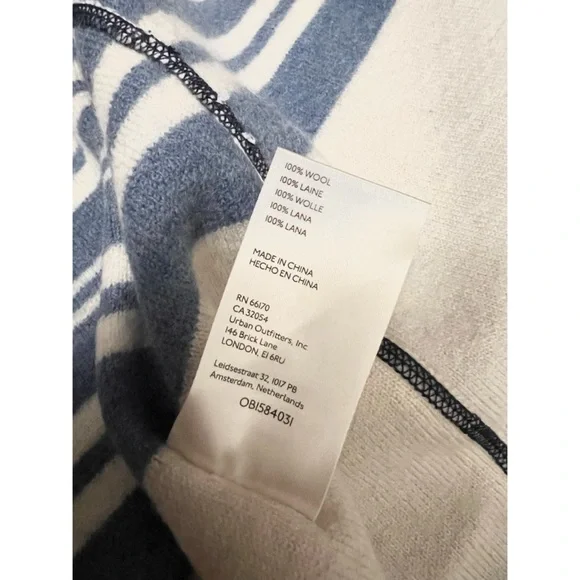 100% WOOL
100% LAINE
100% WOLLE
100% LANA
100% LANA
MADE IN CHINA
HECHO EN CHINA
RN 66170
CA 32054
Urban Outfitters, Inc
146 Brick Lane
LONDON, E1 6RU
Leidsestraat 32, 1017 PB
Amsterdam, Netherlands
OB1584031